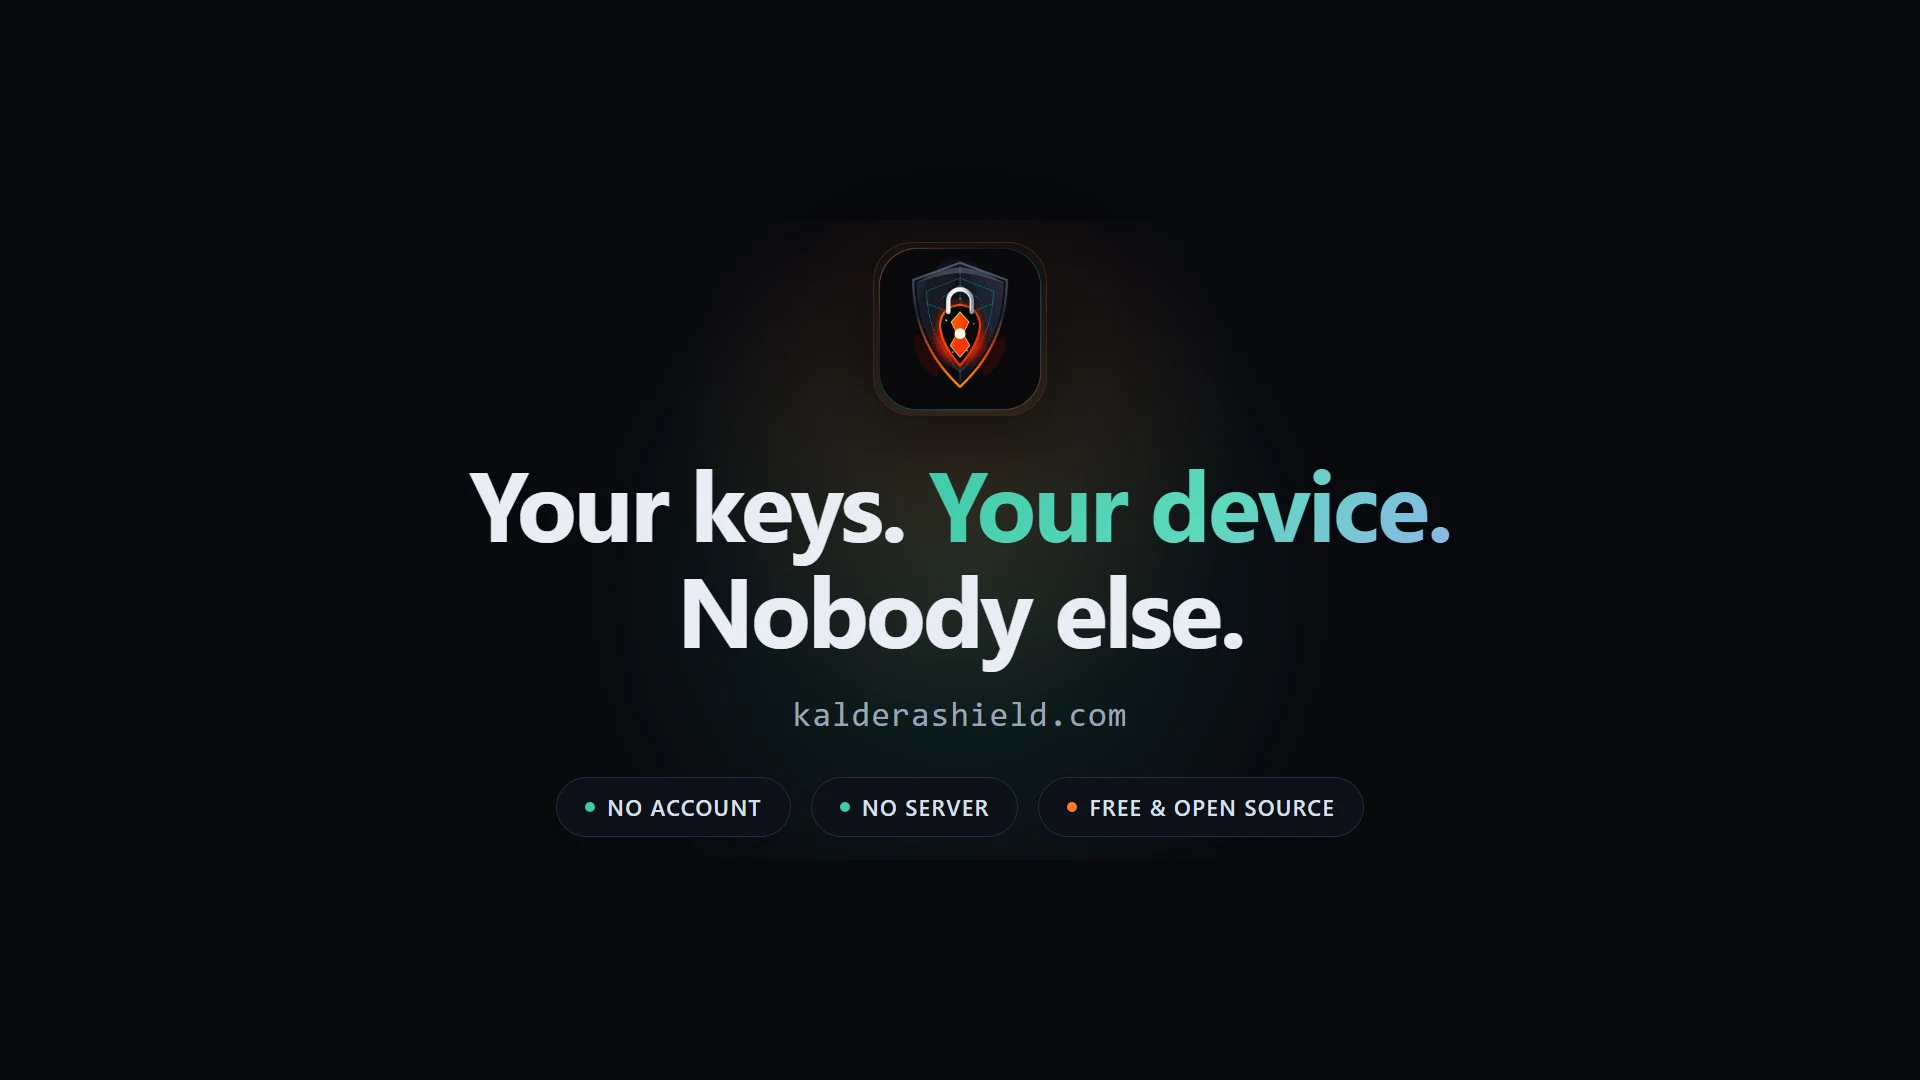 Your keys. Your device.
Nobody else.
kalderashield.com
NO ACCOUNT
NO SERVER
FREE & OPEN SOURCE